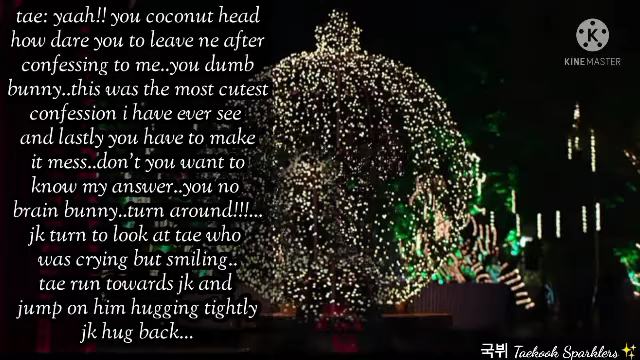 tae: yaah!! you coconut head
how dare you to leave ne after
confessing to me..you dumb
bunny..this was the most cutest
confession i have ever see
and lastly you have to make
it mess..don't you want to
know my answer..you no
brain bunny..turn around!!!...
jk turn to look at tae who
was crying but smiling..
tae run towards jk and
jump on him hugging tightly
jk hug back...
K
KINEMASTER
국뷔 Taekook Sparklers✨